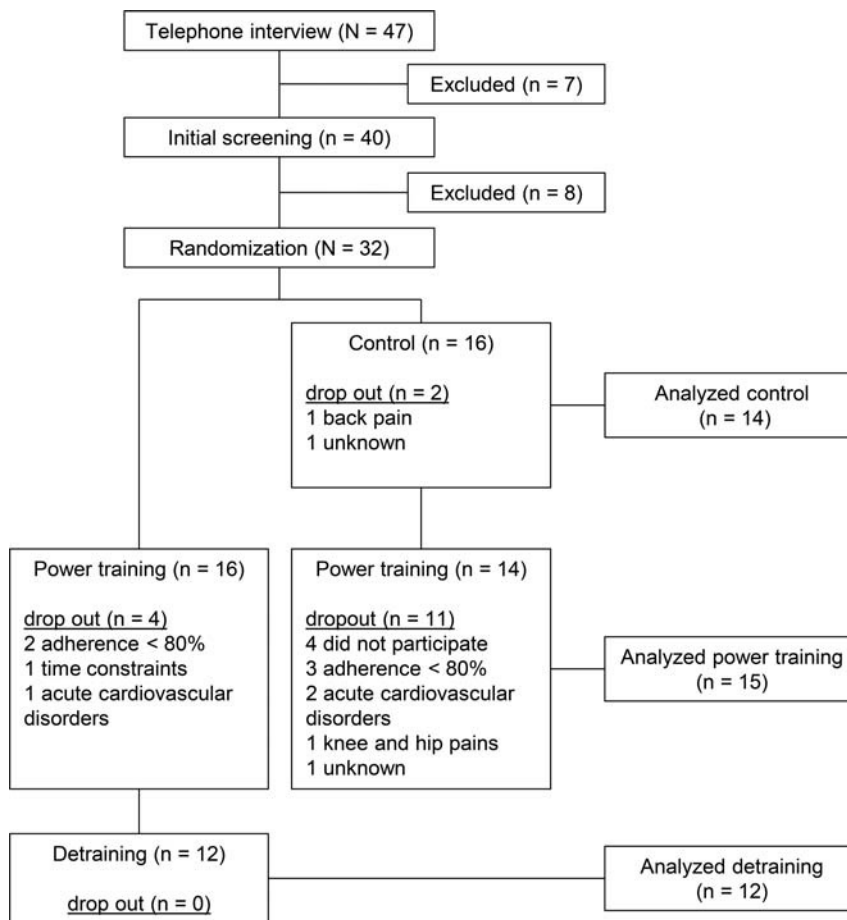 Telephone interview (N = 47)
Excluded (n = 7)
Initial screening (n = 40)
Excluded (n = 8)
Randomization (N = 32)
Control (n = 16)
drop out (n = 2)
1 back pain
1 unknown
Analyzed control
(n = 14)
Power training (n = 16)
drop out (n = 4)
2 adherence < 80%
1 time constraints
1 acute cardiovascular
disorders
Power training (n = 14)
dropout (n = 11)
4 did not participate
3 adherence < 80%
2 acute cardiovascular
disorders
1 knee and hip pains
1 unknown
Analyzed power training
(n = 15)
Detraining (n = 12)
drop out (n = 0)
Analyzed detraining
(n = 12)